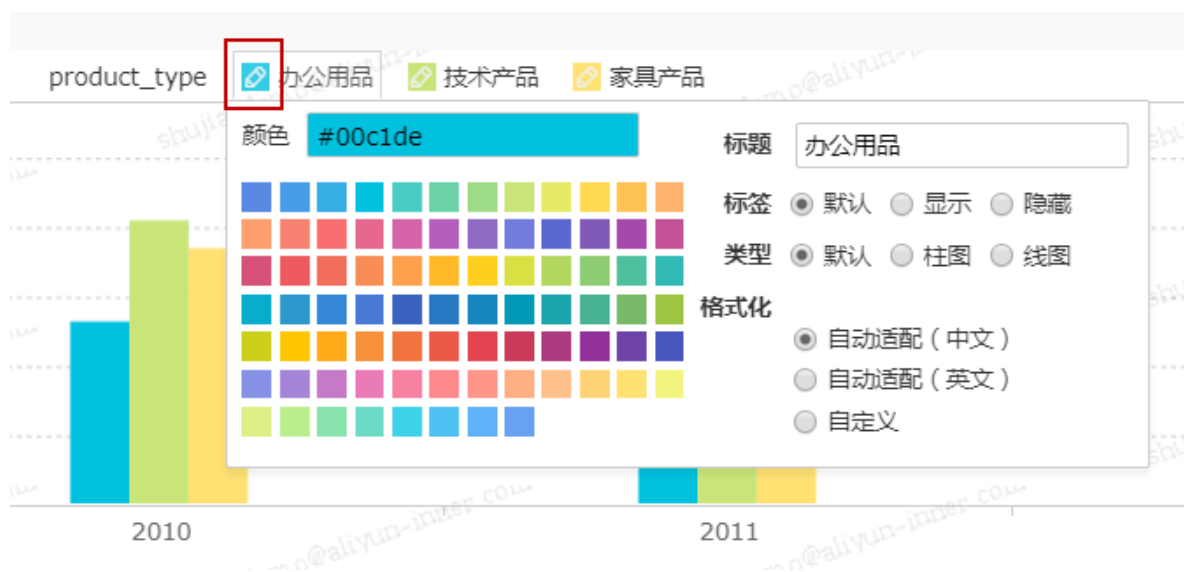 product_type 办公用品 技术产品 家具产品
颜色 #00c1de
标题 办公用品
标签 默认 显示 隐藏
类型 默认 柱图 线图
格式化
自动适配（中文）
自动适配（英文）
自定义
2010 2011